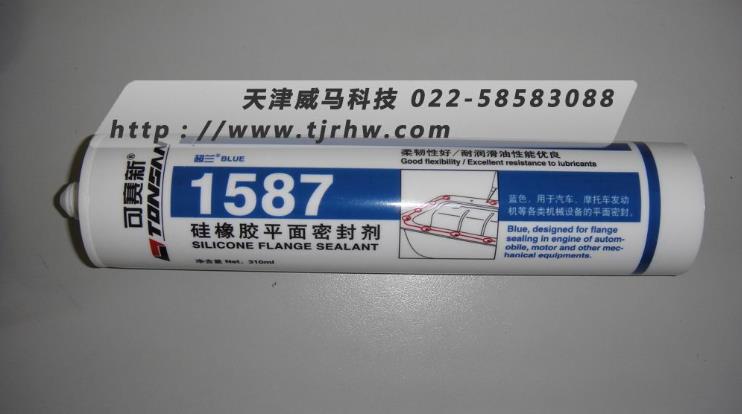 天津威马科技 022-58583088
http：//www.tjrhw.com
可赛新®
TONSAN
超兰® BLUE
1587
硅橡胶平面密封剂
SILICONE FLANGE SEALANT
净含量 Net. 310ml
柔韧性好／耐润滑油性能优良
Good flexibility / Excellent resistance to lubricants
蓝色，用于汽车、摩托车发动
机等各类机械设备的平面密封。
Blue, designed for flange
sealing in engine of autom-
obile, motor and other mec-
hanical equipments.